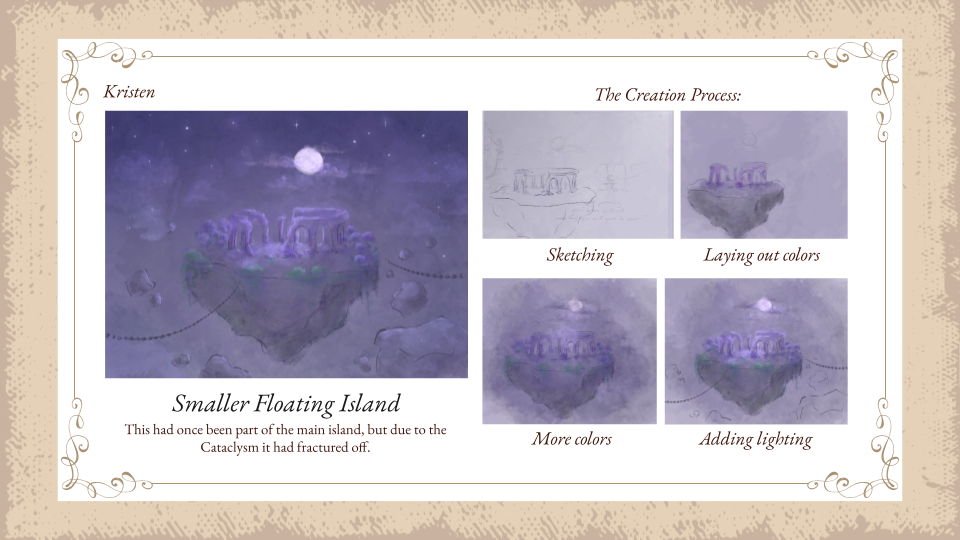 Kristen
Smaller Floating Island
This had once been part of the main island, but due to the
Cataclysm it had fractured off.
The Creation Process:
Sketching
Laying out colors
More colors
Adding lighting